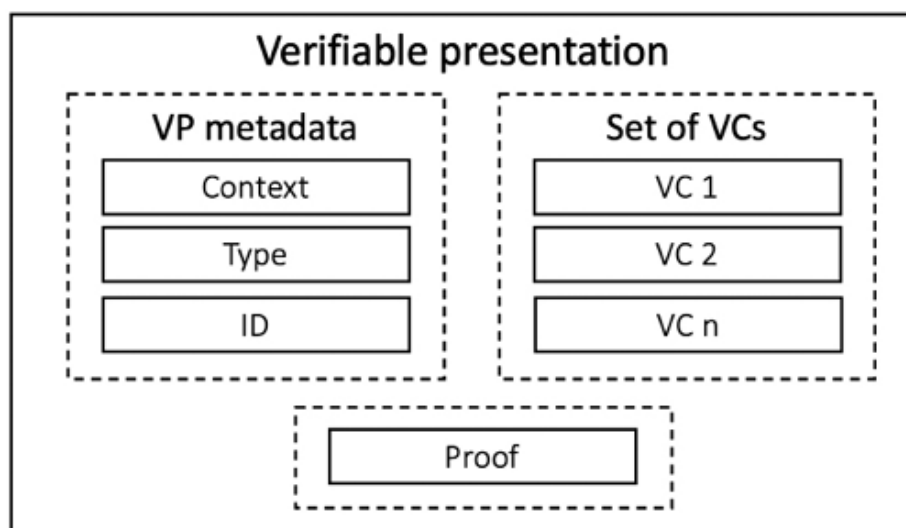 Verifiable presentation
VP metadata
Context
Type
ID
Set of VCs
VC 1
VC 2
VC n
Proof